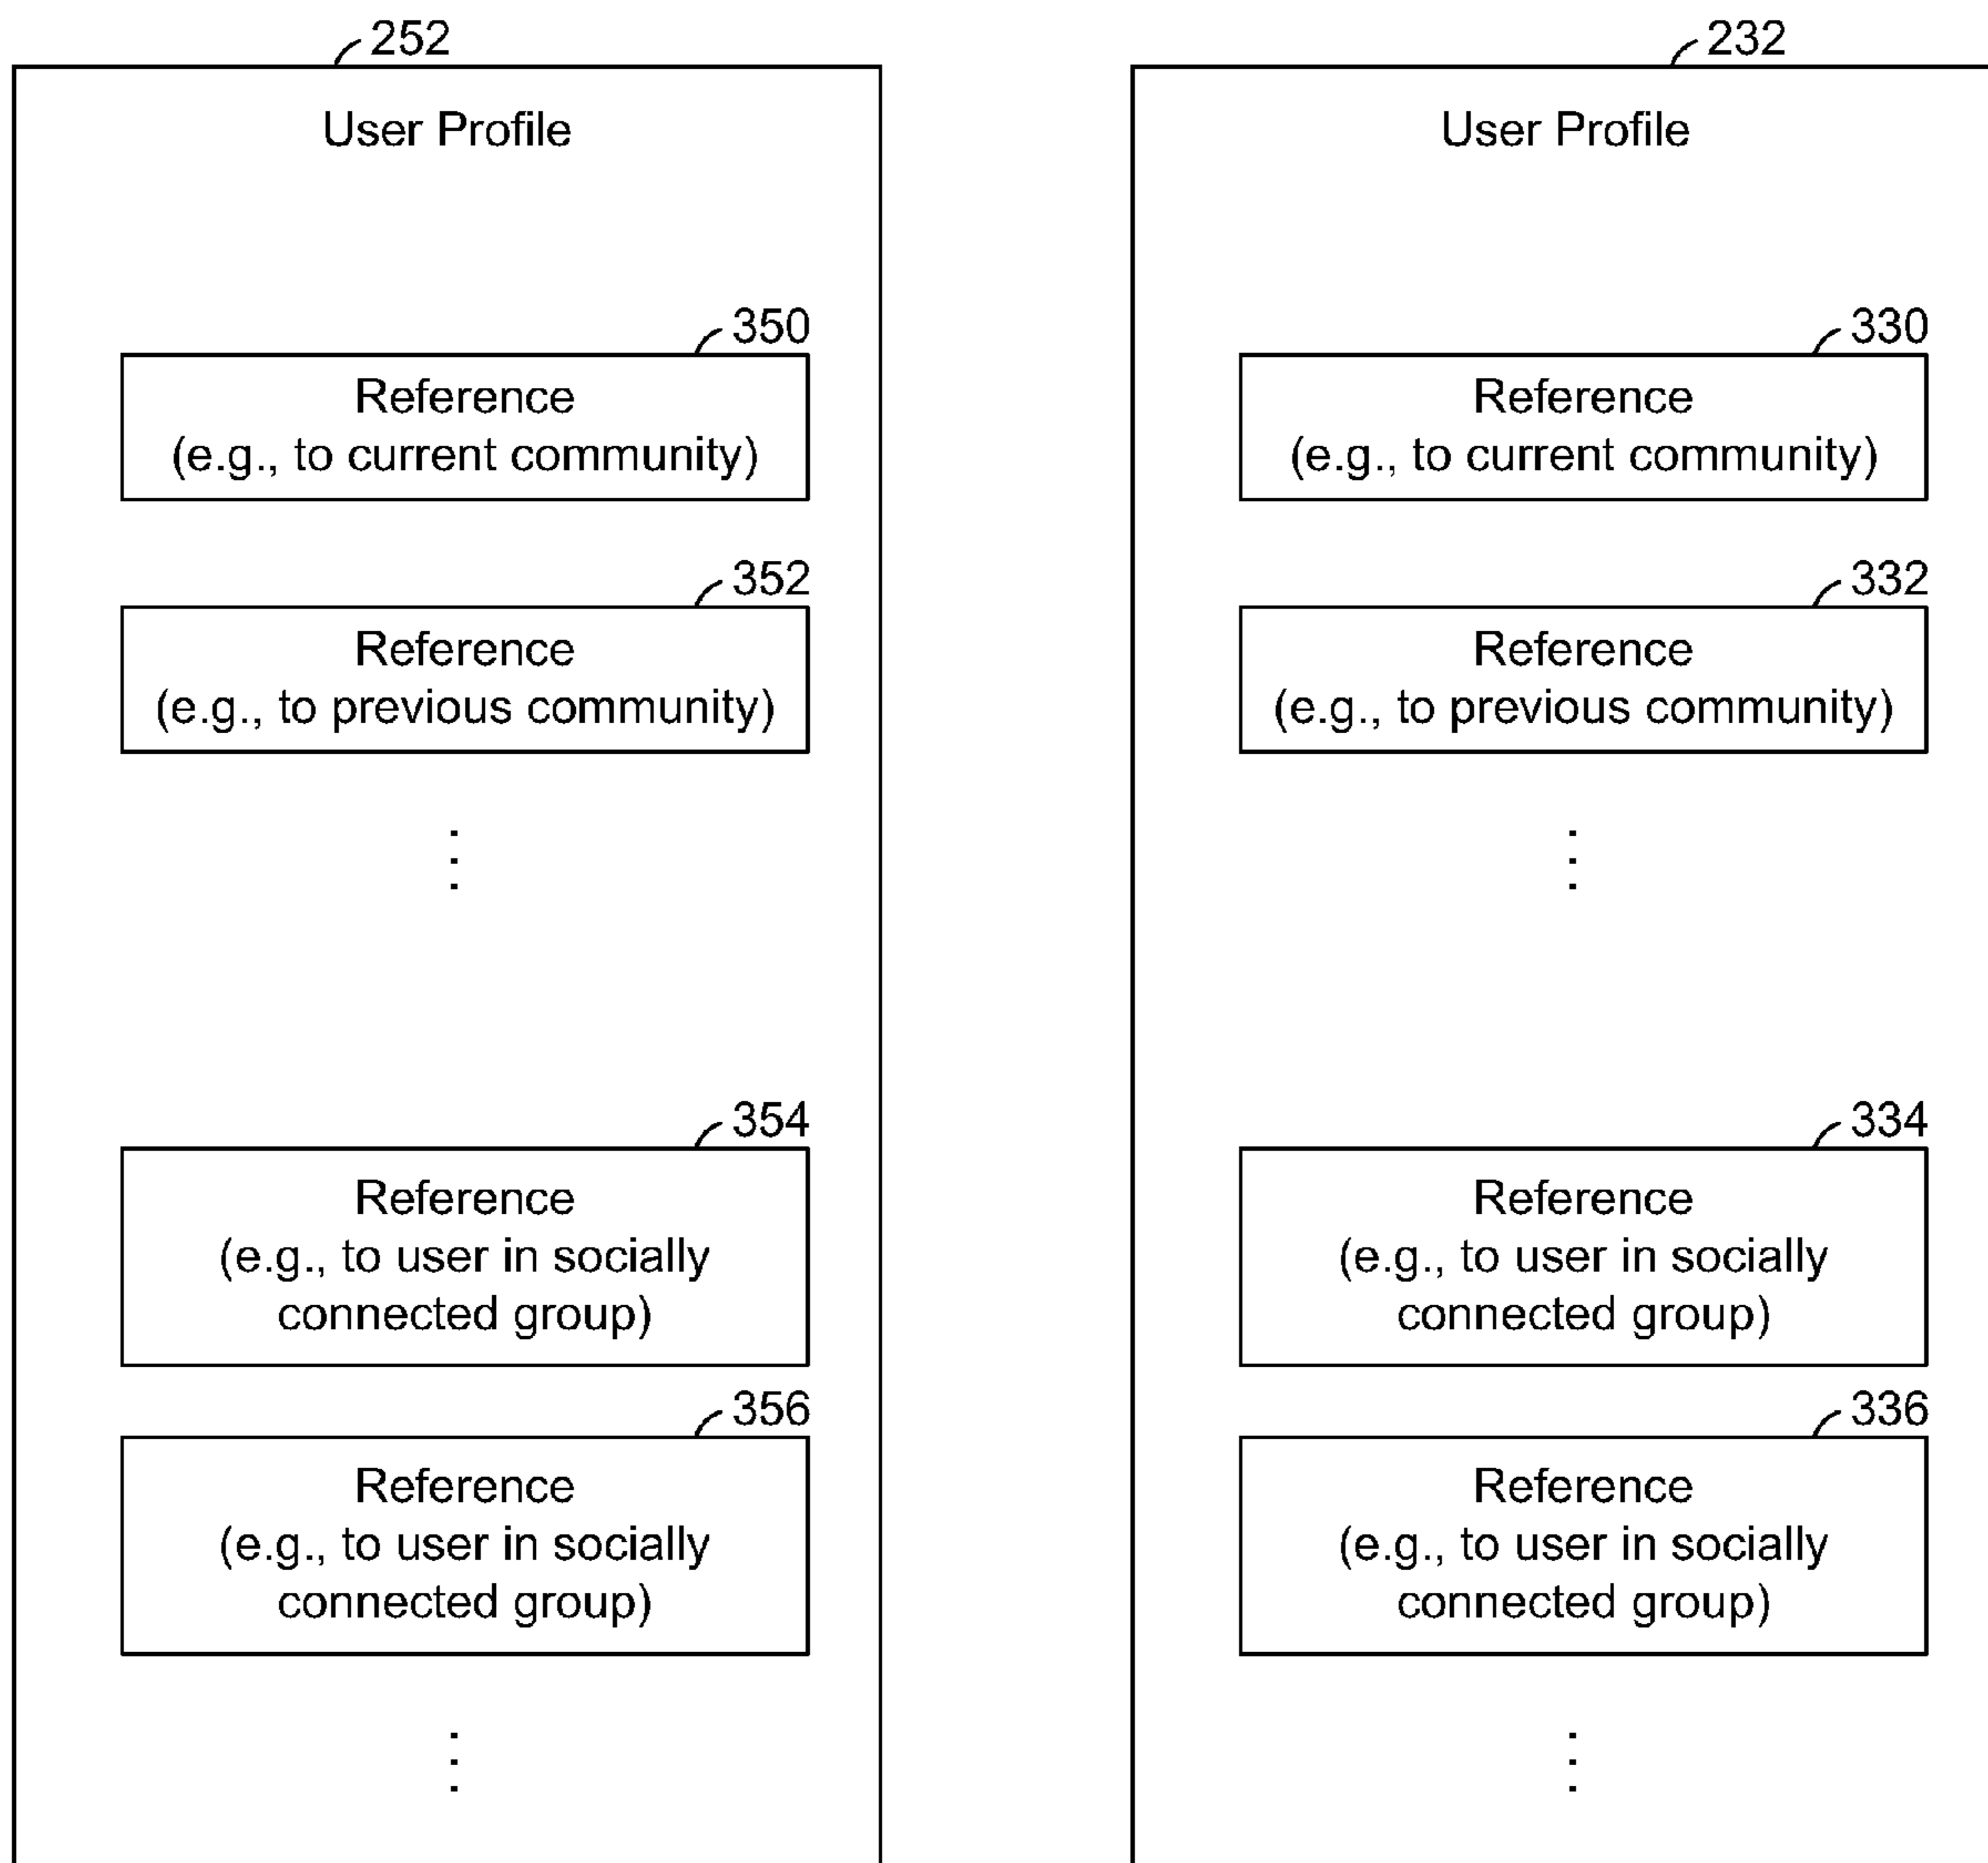 252
User Profile
350
Reference
(e.g., to current community)
352
Reference
(e.g., to previous community)
354
Reference
(e.g., to user in socially
connected group)
356
Reference
(e.g., to user in socially
connected group)
232
User Profile
330
Reference
(e.g., to current community)
332
Reference
(e.g., to previous community)
334
Reference
(e.g., to user in socially
connected group)
336
Reference
(e.g., to user in socially
connected group)